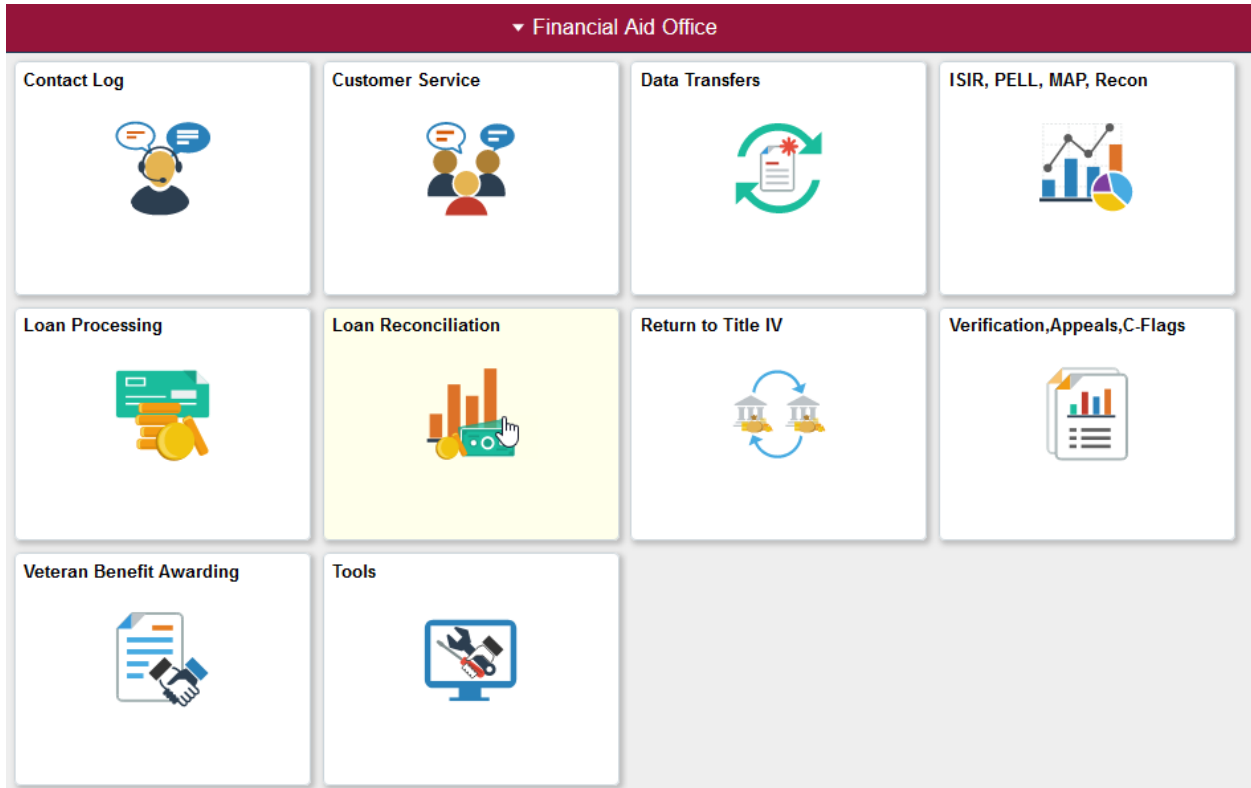 Financial Aid Office
Contact Log
Customer Service
Data Transfers
ISIR, PELL, MAP, Recon
Loan Processing
Loan Reconciliation
Return to Title IV
Verification,Appeals,C-Flags
Veteran Benefit Awarding
Tools